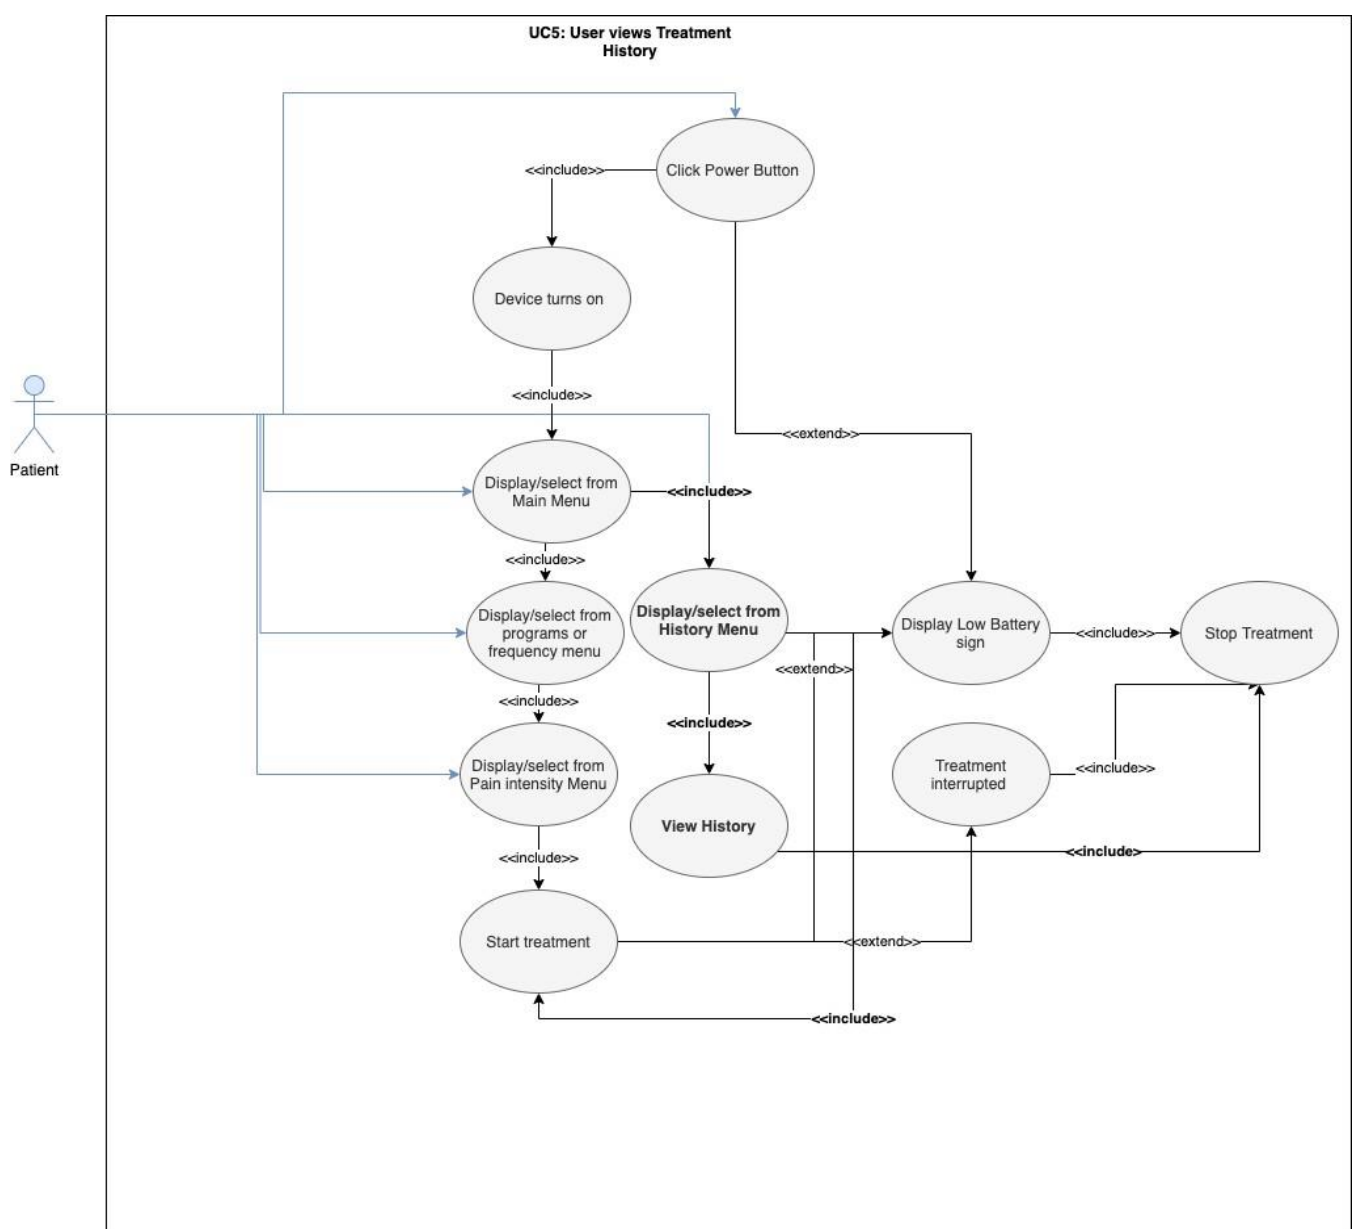 UC5: User views Treatment
History
Click Power Button
<<include>>
Device turns on
<<include>>
Patient
<<extend>>
Display/select from
Main Menu
<<include>>
<<include>>
Display/select from
programs or
frequency menu
Display/select from
History Menu
Display Low Battery
sign
<<include>>
Stop Treatment
<<extend>>
<<include>>
<<include>>
Display/select from
Pain intensity Menu
Treatment
interrupted
<<include>>
View History
<<include>
<<include>>
Start treatment
<<extend>>
<<include>>